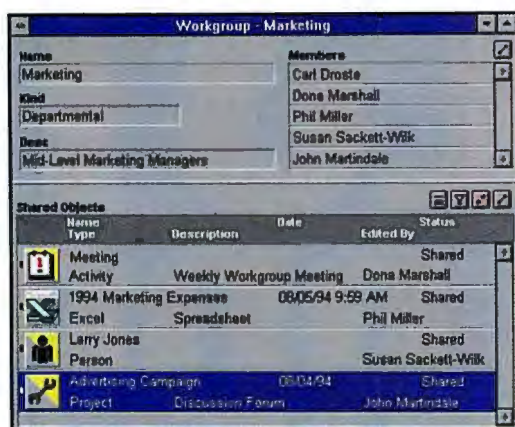 Workgroup - Marketing
Name
Marketing
Kind
Departmental
Desc
Mid-Level Marketing Managers
Members
Carl Droste
Dona Marshall
Phil Miller
Susan Sackett-Wilk
John Martindale
Shared Objects
Name Date Status
Type Description Edited By
Meeting Shared
Activity Weekly Workgroup Meeting Dona Marshall
1994 Marketing Expenses 08/05/94 9:59 AM Shared
Excel Spreadsheet Phil Miller
Larry Jones Shared
Person Susan Sackett-Wilk
Advertising Campaign 08/04/94 Shared
Project Discussion Forum John Martindale